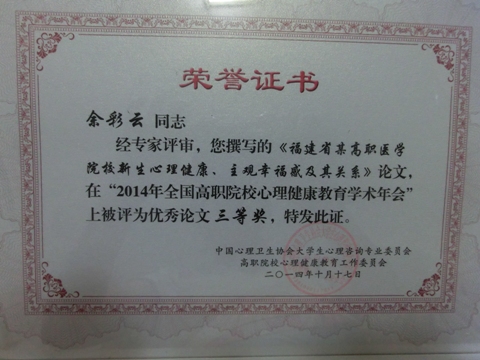 荣誉证书
余彩云 同志
经专家评审，您撰写的《福建省某高职医学
院校新生心理健康、主观幸福感及其关系》论文，
在“2014年全国高职院校心理健康教育学术年会”
上被评为优秀论文三等奖，特发此证。
中国心理卫生协会大学生心理咨询专业委员会
高职院校心理健康教育工作委员会
二〇一四年十月十七日